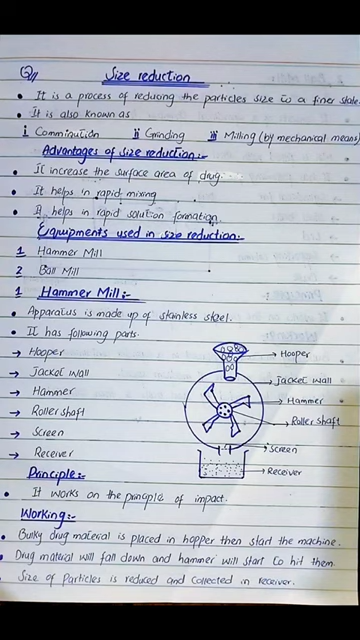 Q//
Size reduction
• It is a process of reducing the particles size to a finer state
• It is also known as
i Comminution ii Grinding iii Milling (by mechanical means)
Advantages of size reduction:-
• It increase the surface area of drug.
• It helps in rapid mixing
• It helps in rapid solution formation
Equipments used in size reduction:-
1 Hammer Mill
2 Ball Mill
1 Hammer Mill:-
• Apparatus is made up of stainless steel.
• It has following parts.
→ Hooper
→ Jacket wall
→ Hammer
→ Roller shaft
→ Screen
→ Receiver
Hooper
Jacket wall
Hammer
Roller shaft
Screen
Receiver
Principle:-
• It works on the principle of impact.
Working:-
• Bulky drug material is placed in hopper then start the machine.
• Drug material will fall down and hammer will start to hit them.
• Size of particles is reduced and collected in receiver.